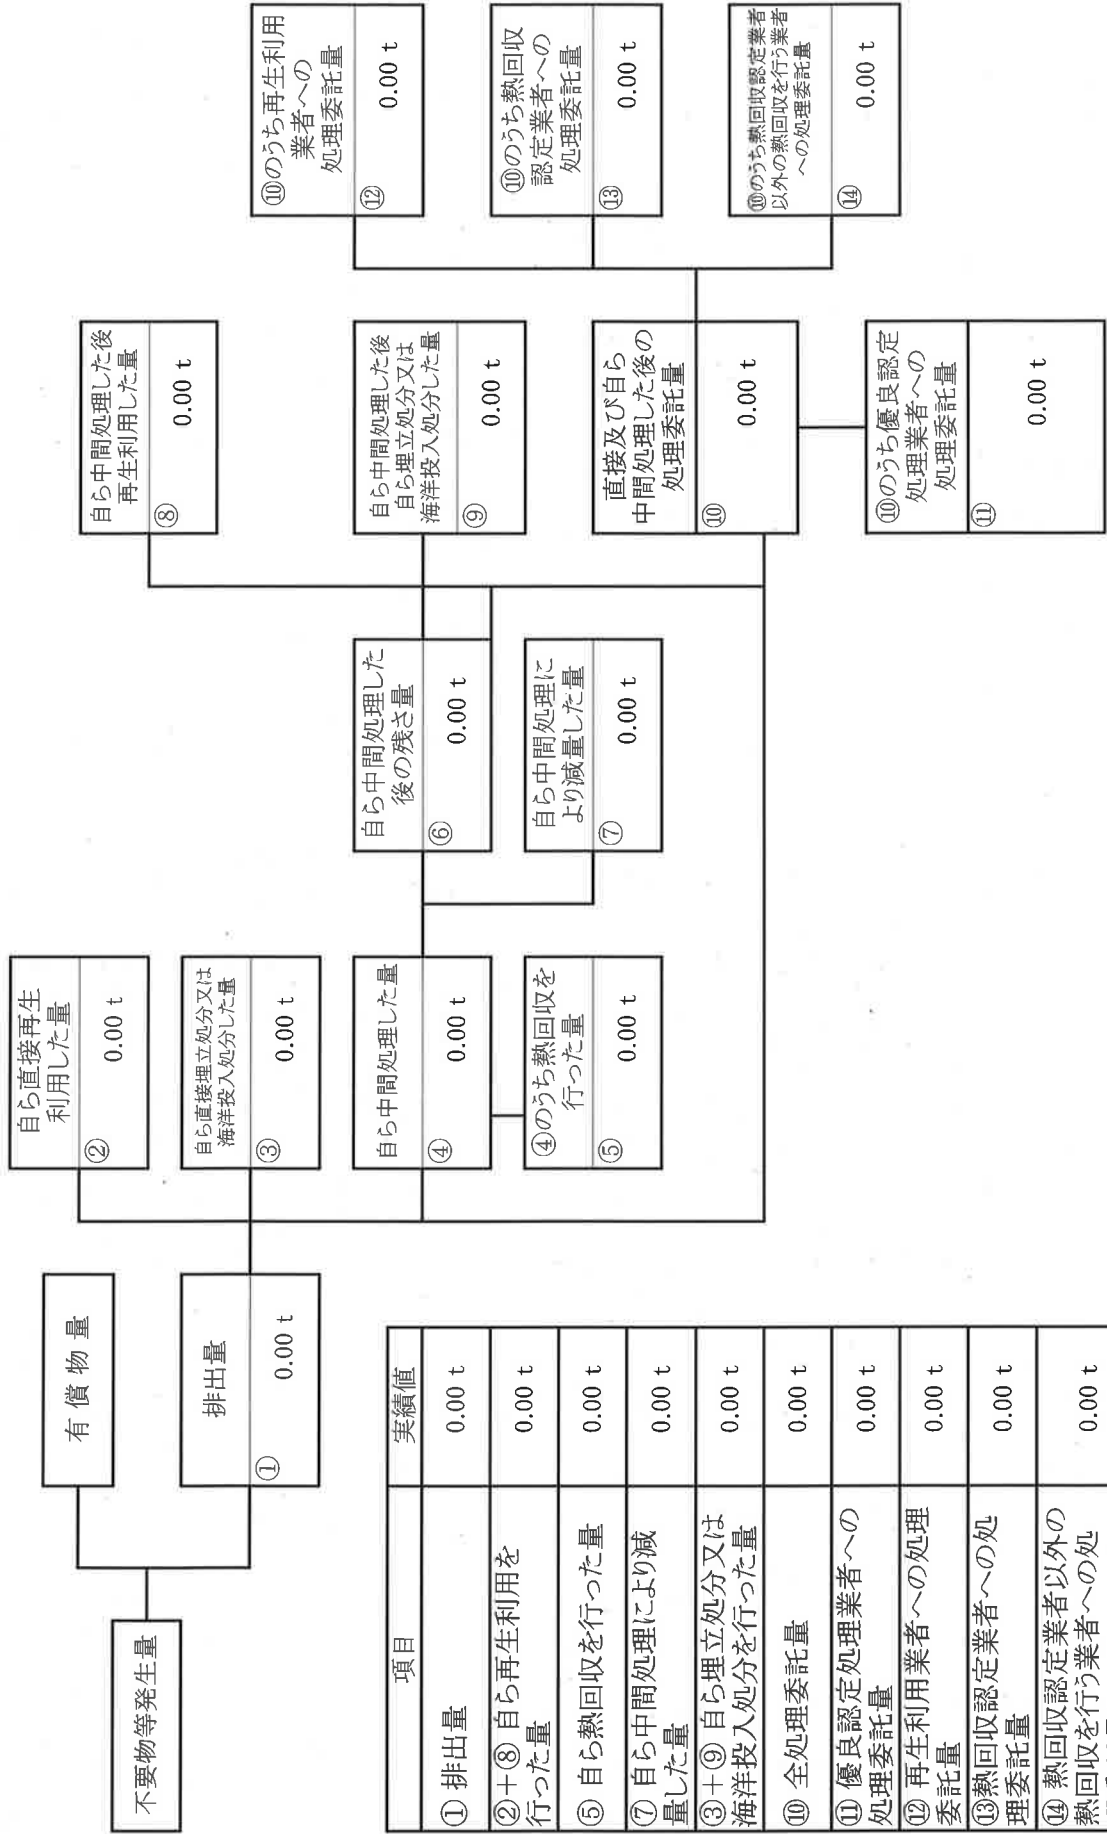 不要物等発生量
有償物量
排出量
① 0.00 t
自ら直接再生
利用した量
② 0.00 t
自ら直接埋立処分又は
海洋投入処分した量
③ 0.00 t
自ら中間処理した量
④ 0.00 t
④のうち熱回収を
行った量
⑤ 0.00 t
自ら中間処理した
後の残さ量
⑥ 0.00 t
自ら中間処理に
より減量した量
⑦ 0.00 t
自ら中間処理した後
再生利用した量
⑧ 0.00 t
自ら中間処理した後
自ら埋立処分又は
海洋投入処分した量
⑨ 0.00 t
直接及び自ら
中間処理した後の
処理委託量
⑩ 0.00 t
⑩のうち優良認定
処理業者への
処理委託量
⑪ 0.00 t
⑩のうち再生利用
業者への
処理委託量
⑫ 0.00 t
⑩のうち熱回収
認定業者への
処理委託量
⑬ 0.00 t
⑩のうち熱回収認定業者
以外の熱回収を行う業者
への処理委託量
⑭ 0.00 t
項目 実績値
① 排出量 0.00 t
②＋⑧ 自ら再生利用を
行った量 0.00 t
⑤ 自ら熱回収を行った量 0.00 t
⑦ 自ら中間処理により減
量した量 0.00 t
③＋⑨ 自ら埋立処分又は
海洋投入処分を行った量 0.00 t
⑩ 全処理委託量 0.00 t
⑪ 優良認定処理業者への
処理委託量 0.00 t
⑫ 再生利用業者への処理
委託量 0.00 t
⑬熱回収認定業者への処
理委託量 0.00 t
⑭ 熱回収認定業者以外の
熱回収を行う業者への処 0.00 t